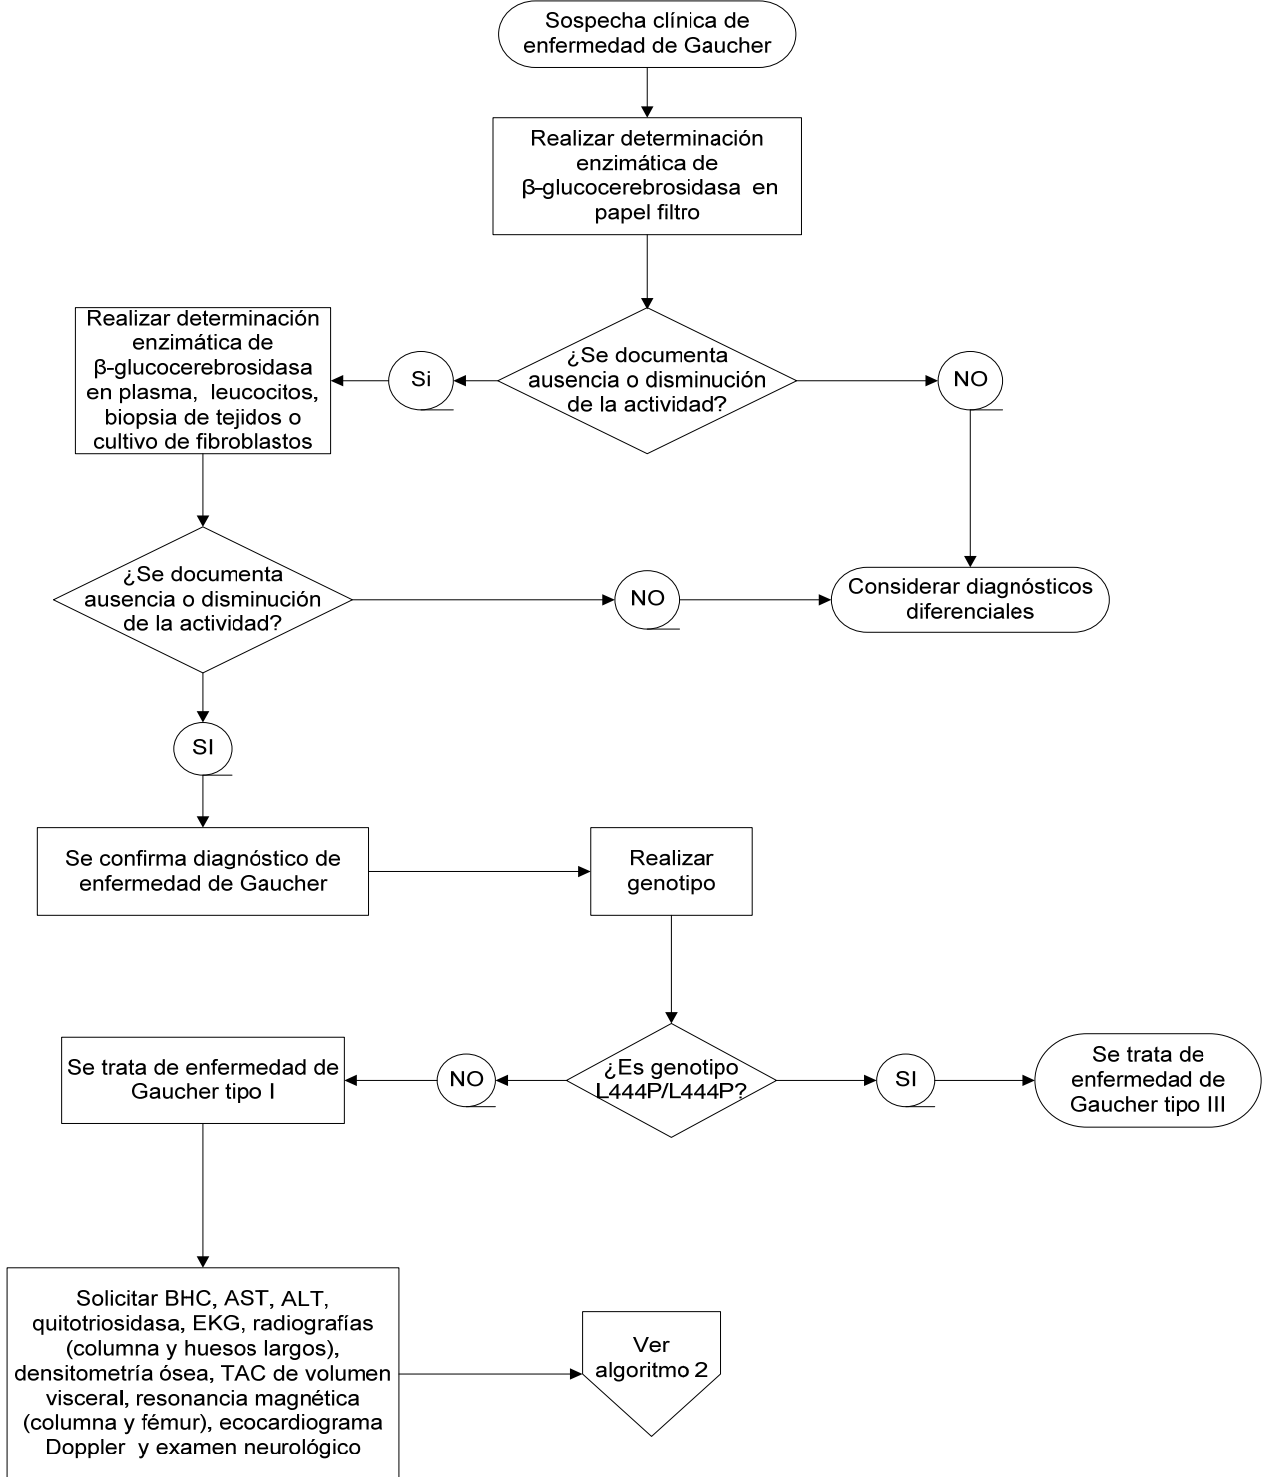 Sospecha clínica de
enfermedad de Gaucher
Realizar determinación
enzimática de
β-glucocerebrosidasa en
papel filtro
¿Se documenta
ausencia o disminución
de la actividad?
Si
NO
Realizar determinación
enzimática de
β-glucocerebrosidasa
en plasma, leucocitos,
biopsia de tejidos o
cultivo de fibroblastos
¿Se documenta
ausencia o disminución
de la actividad?
NO
Considerar diagnósticos
diferenciales
SI
Se confirma diagnóstico de
enfermedad de Gaucher
Realizar
genotipo
¿Es genotipo
L444P/L444P?
NO
SI
Se trata de enfermedad de
Gaucher tipo I
Se trata de
enfermedad de
Gaucher tipo III
Solicitar BHC, AST, ALT,
quitotriosidasa, EKG, radiografías
(columna y huesos largos),
densitometría ósea, TAC de volumen
visceral, resonancia magnética
(columna y fémur), ecocardiograma
Doppler y examen neurológico
Ver
algoritmo 2